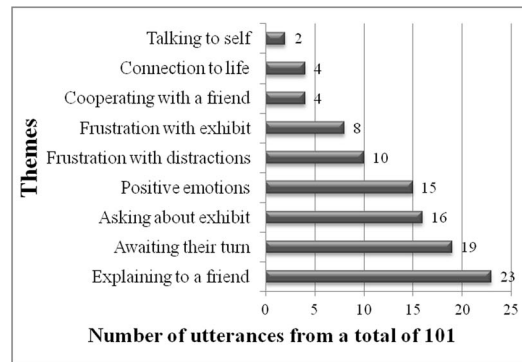 Themes
Talking to self 2
Connection to life 4
Cooperating with a friend 4
Frustration with exhibit 8
Frustration with distractions 10
Positive emotions 15
Asking about exhibit 16
Awaiting their turn 19
Explaining to a friend 23
0 5 10 15 20 25
Number of utterances from a total of 101